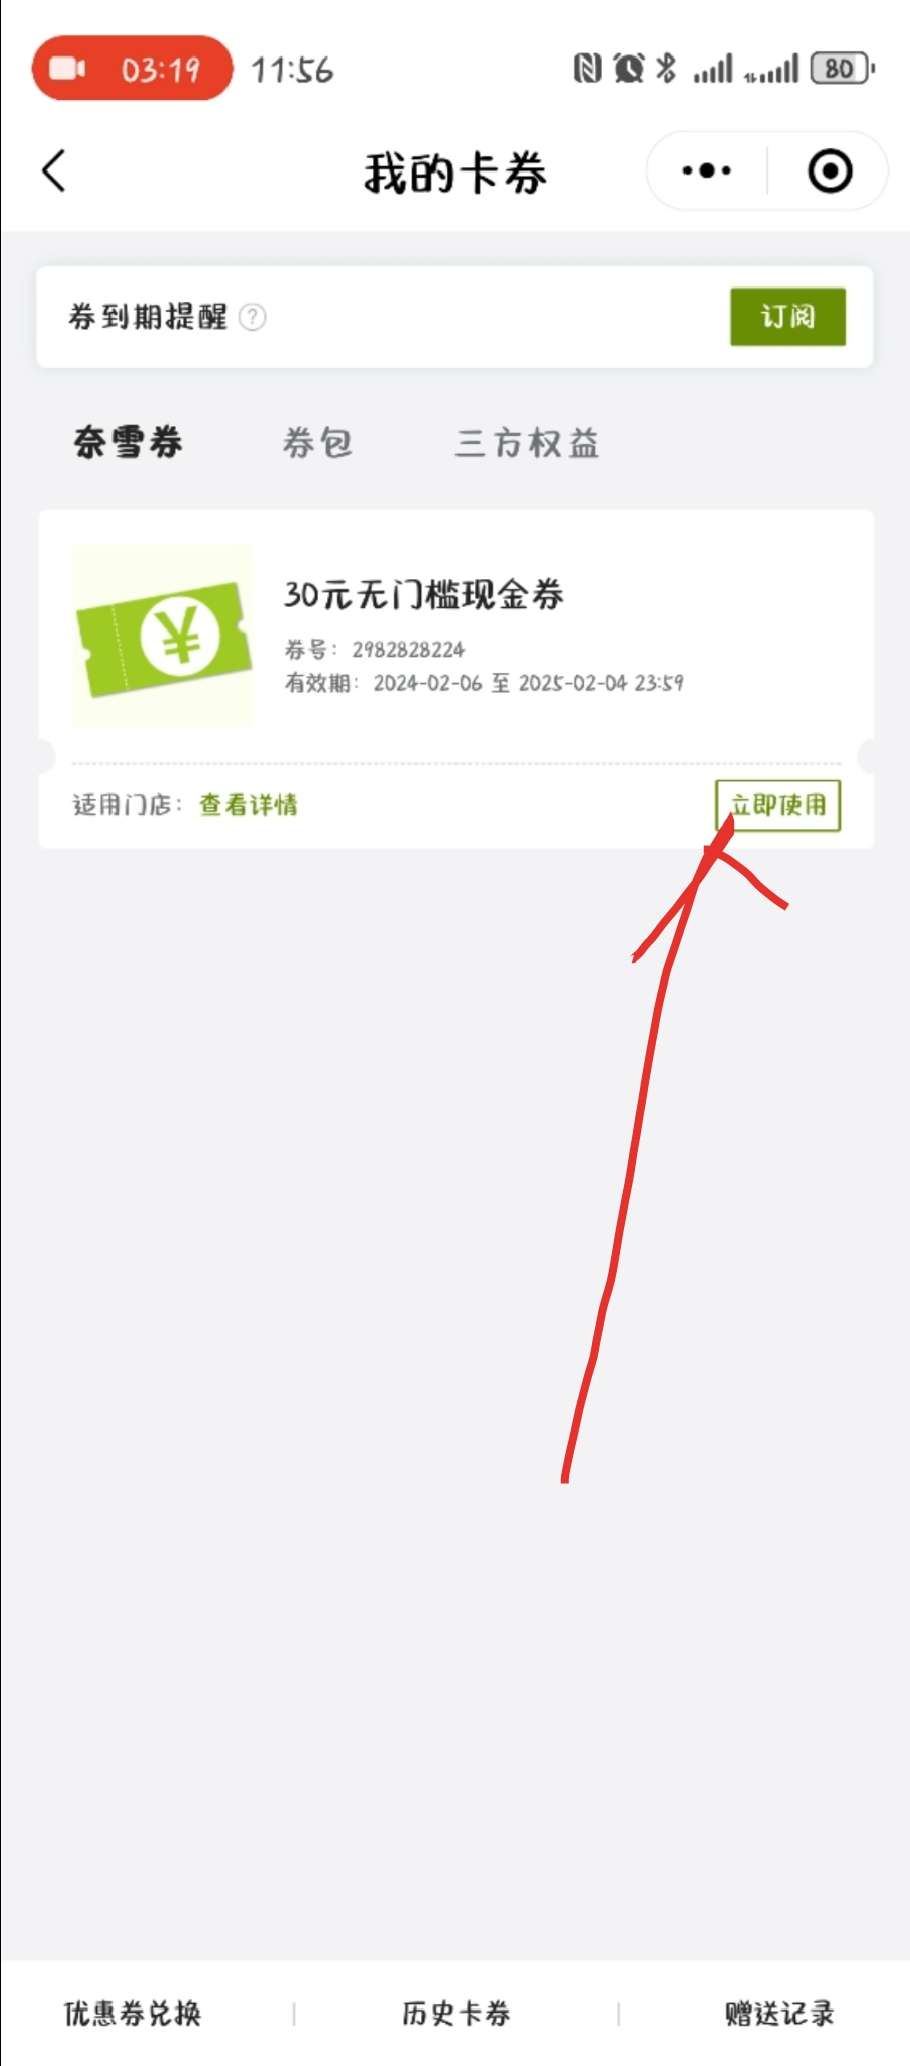 03:19 11:56 80
我的卡券
券到期提醒 ? 订阅
奈雪券 券包 三方权益
¥
30元无门槛现金券
券号：2982828224
有效期：2024-02-06 至 2025-02-04 23:59
适用门店：查看详情 立即使用
优惠券兑换 | 历史卡券 | 赠送记录